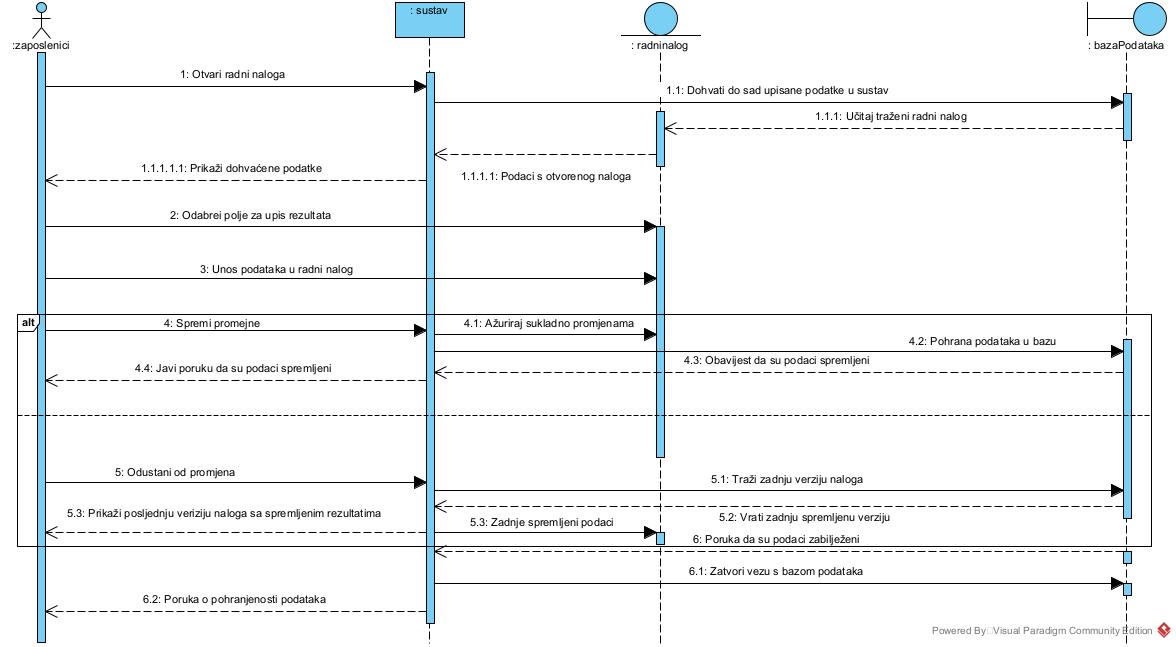 : sustav
:zaposlenici
: radninalog
: bazaPodataka
1: Otvari radni naloga
1.1: Dohvati do sad upisane podatke u sustav
1.1.1: Učitaj traženi radni nalog
1.1.1.1.1: Prikaži dohvaćene podatke
1.1.1.1: Podaci s otvorenog naloga
2: Odabrei polje za upis rezultata
3: Unos podataka u radni nalog
alt
4: Spremi promejne
4.1: Ažuriraj sukladno promjenama
4.2: Pohrana podataka u bazu
4.3: Obavijest da su podaci spremljeni
4.4: Javi poruku da su podaci spremljeni
5: Odustani od promjena
5.1: Traži zadnju verziju naloga
5.3: Prikaži posljednju veriziju naloga sa spremljenim rezultatima
5.2: Vrati zadnju spremljenu verziju
5.3: Zadnje spremljeni podaci
6: Poruka da su podaci zabilježeni
6.1: Zatvori vezu s bazom podataka
6.2: Poruka o pohranjenosti podataka
Powered By Visual Paradigm Community Edition